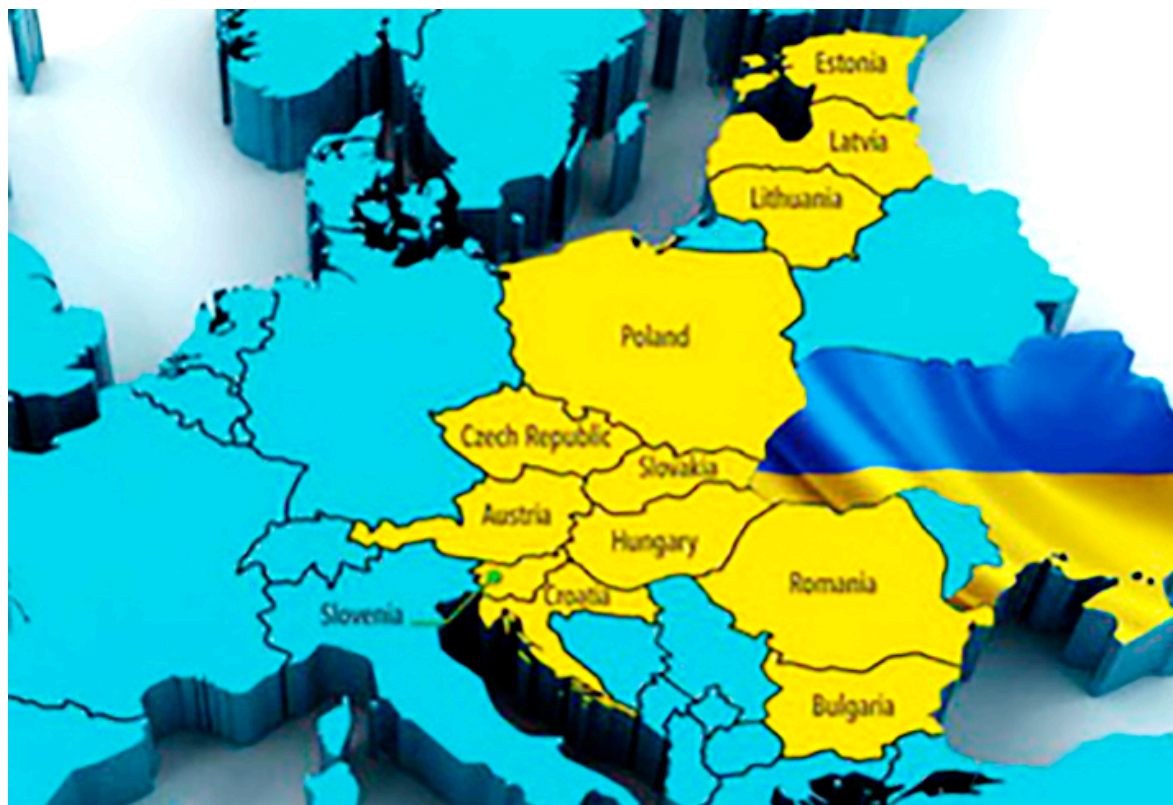 Estonia
Latvia
Lithuania
Poland
Czech Republic
Slovakia
Austria
Hungary
Romania
Croatia
Slovenia
Bulgaria